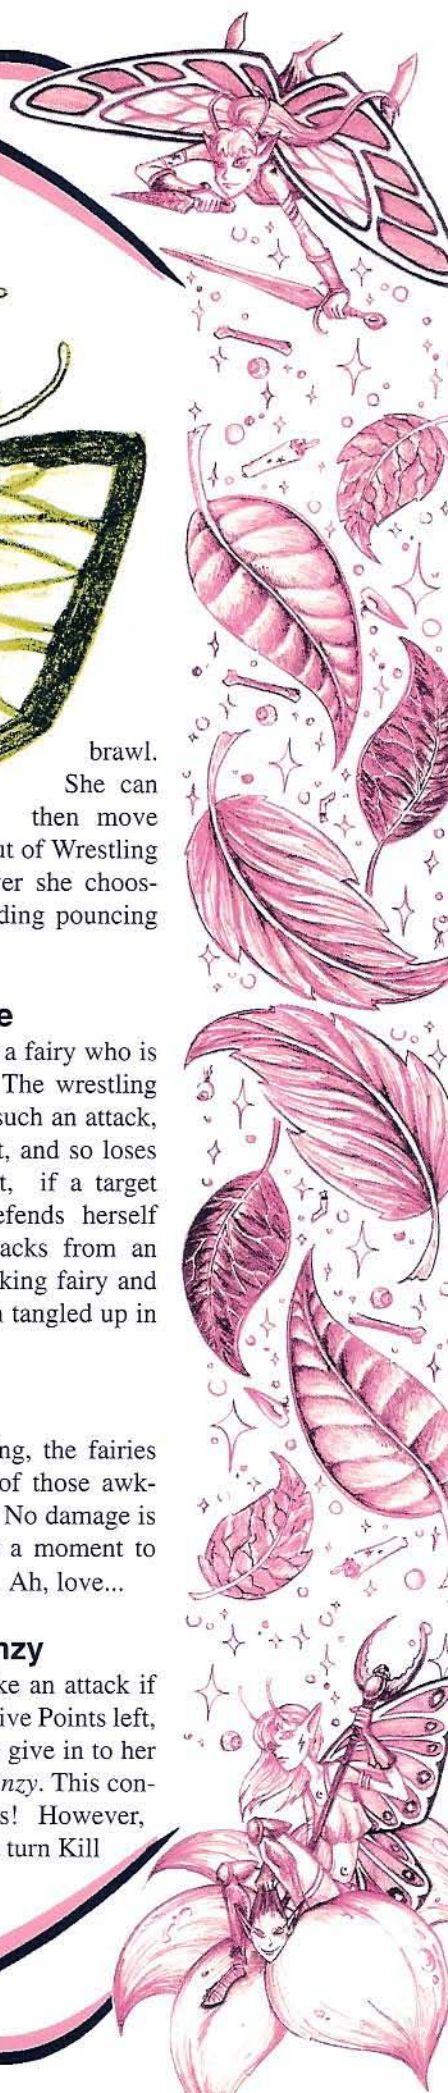 brawl.
She can
then move
ut of Wrestling
er she choos-
ding pouncing
e
a fairy who is
The wrestling
such an attack,
t, and so loses
t, if a target
efends herself
acks from an
king fairy and
n tangled up in
ng, the fairies
of those awk-
No damage is
a moment to
Ah, love...
nzy
ke an attack if
ive Points left,
give in to her
nzy. This con-
s! However,
turn Kill